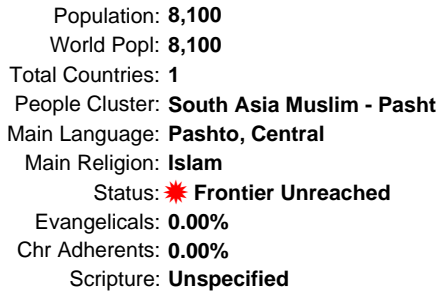 Population: 8,100
World Popl: 8,100
Total Countries: 1
People Cluster: South Asia Muslim - Pasht
Main Language: Pashto, Central
Main Religion: Islam
Status: Frontier Unreached
Evangelicals: 0.00%
Chr Adherents: 0.00%
Scripture: Unspecified